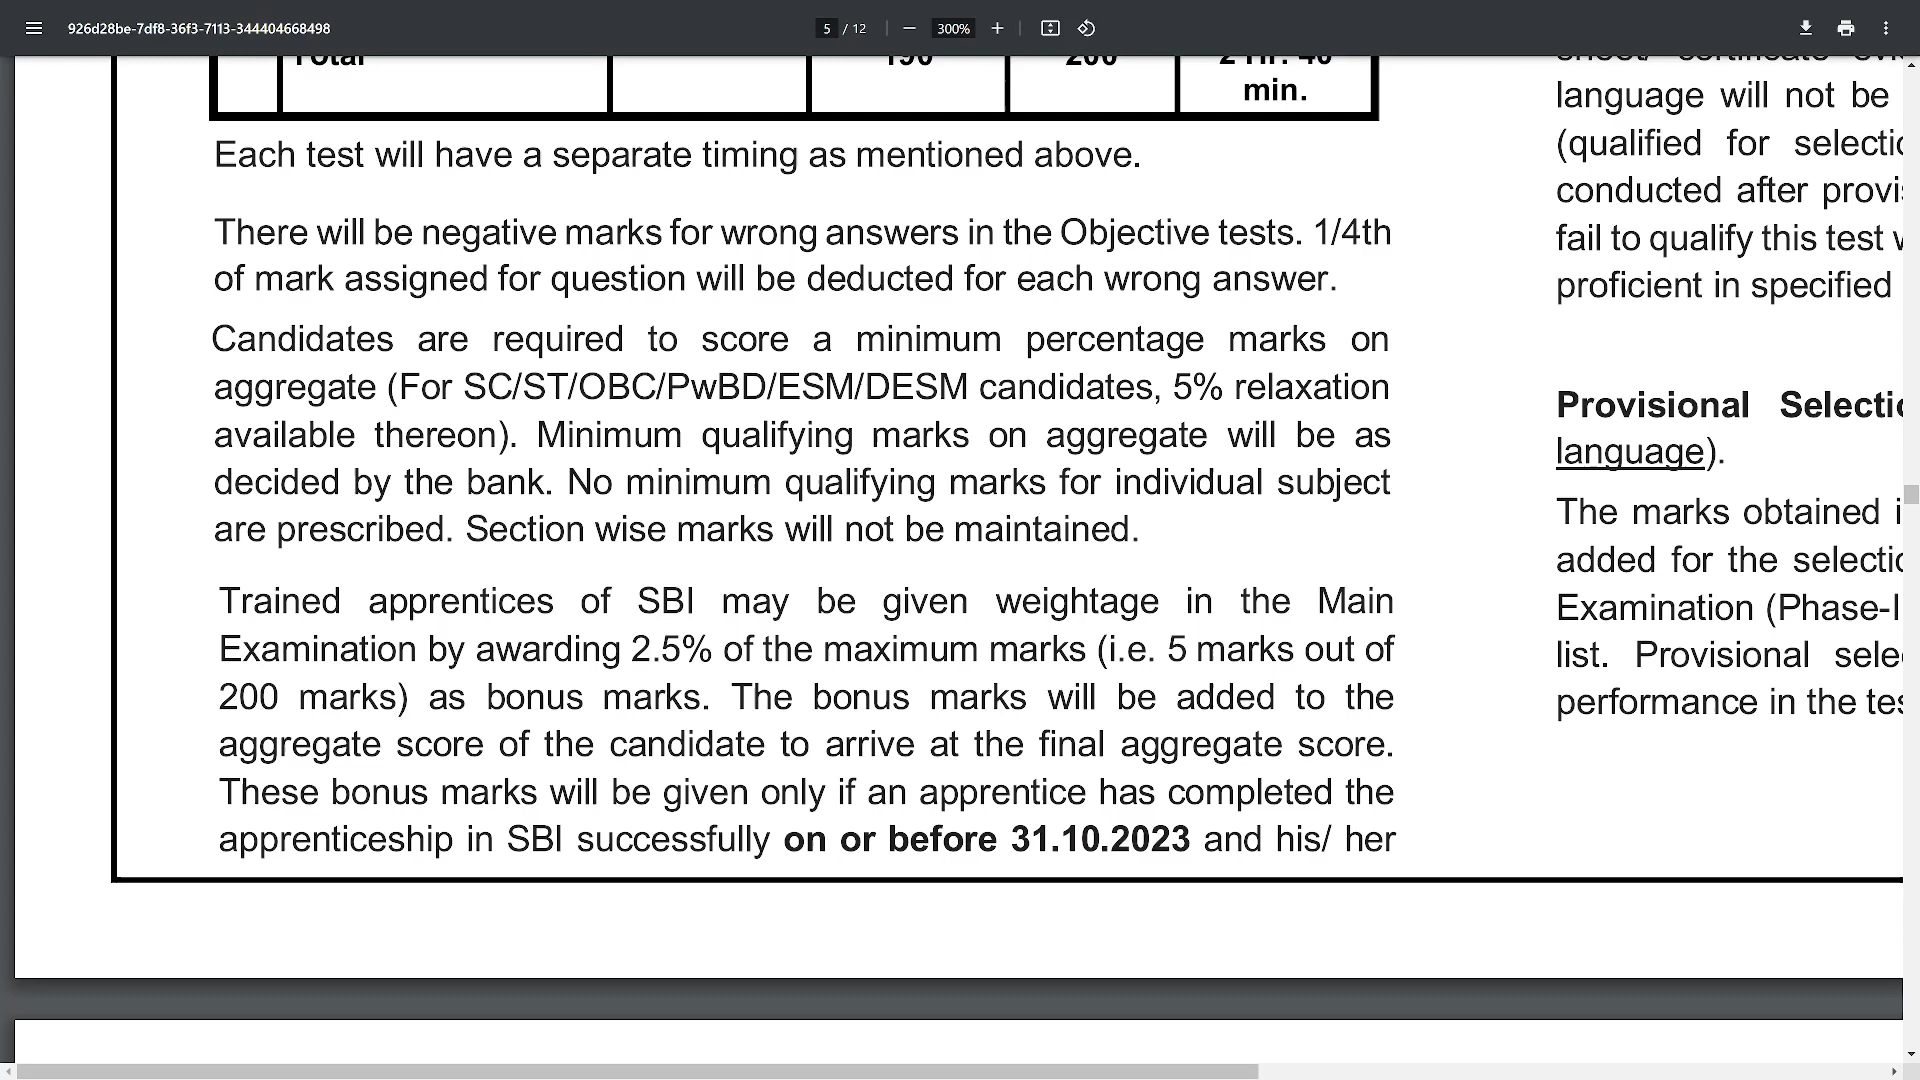 926d28be-7df8-36f3-7113-344404668498
5 / 12
300%
Total 190 200 2 Hr. 40
min.
Each test will have a separate timing as mentioned above.
There will be negative marks for wrong answers in the Objective tests. 1/4th
of mark assigned for question will be deducted for each wrong answer.
Candidates are required to score a minimum percentage marks on
aggregate (For SC/ST/OBC/PwBD/ESM/DESM candidates, 5% relaxation
available thereon). Minimum qualifying marks on aggregate will be as
decided by the bank. No minimum qualifying marks for individual subject
are prescribed. Section wise marks will not be maintained.
Trained apprentices of SBI may be given weightage in the Main
Examination by awarding 2.5% of the maximum marks (i.e. 5 marks out of
200 marks) as bonus marks. The bonus marks will be added to the
aggregate score of the candidate to arrive at the final aggregate score.
These bonus marks will be given only if an apprentice has completed the
apprenticeship in SBI successfully on or before 31.10.2023 and his/ her
sheet/ certificate
language will not be
(qualified for
conducted after
fail to qualify this test
proficient in specified
Provisional
language).
The marks obtained
added for the
Examination
list. Provisional
performance in the